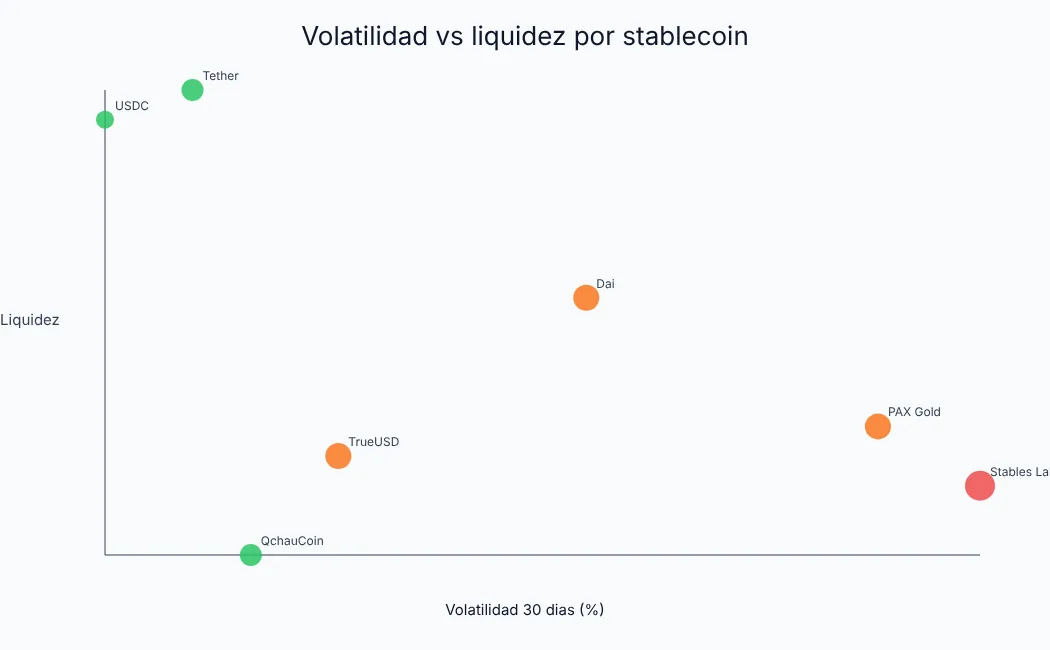 Volatilidad vs liquidez por stablecoin
Tether
USDC
Dai
Liquidez
PAX Gold
TrueUSD
Stables La
QchauCoin
Volatilidad 30 dias (%)